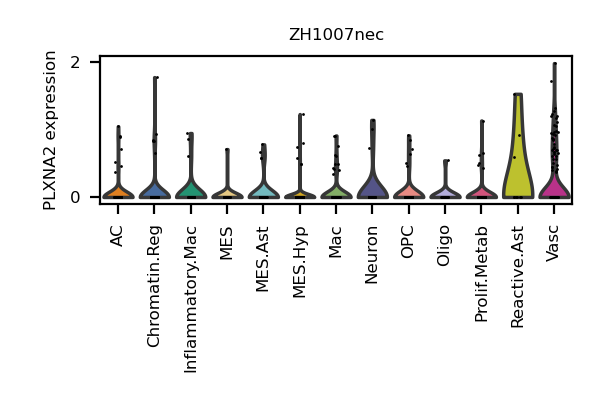 ZH1007nec
PLXNA2 expression
2
0
AC
Chromatin.Reg
Inflammatory.Mac
MES
MES.Ast
MES.Hyp
Mac
Neuron
OPC
Oligo
Prolif.Metab
Reactive.Ast
Vasc